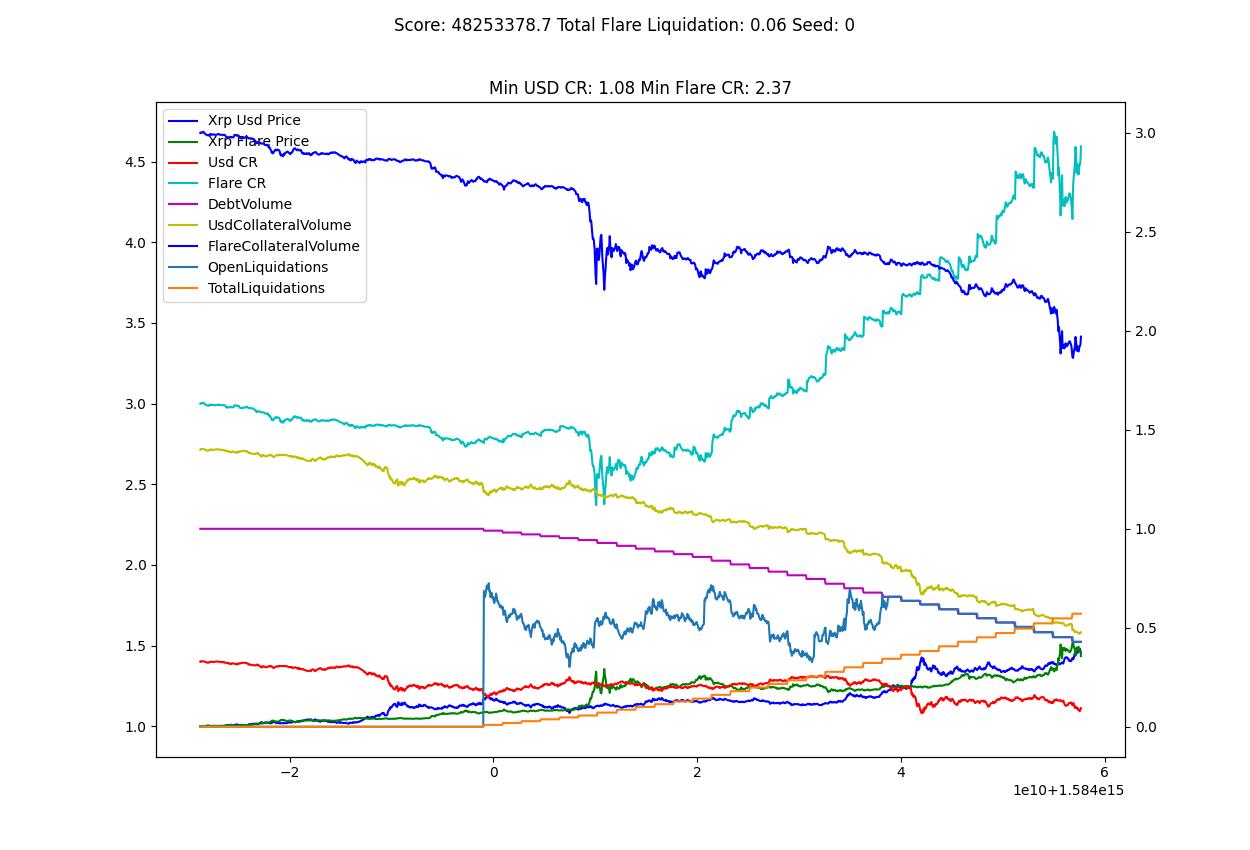 Score: 48253378.7 Total Flare Liquidation: 0.06 Seed: 0
Min USD CR: 1.08 Min Flare CR: 2.37
Xrp Usd Price
Xrp Flare Price
Usd CR
Flare CR
DebtVolume
UsdCollateralVolume
FlareCollateralVolume
OpenLiquidations
TotalLiquidations
4.5
4.0
3.5
3.0
2.5
2.0
1.5
1.0
3.0
2.5
2.0
1.5
1.0
0.5
0.0
−2 0 2 4 6
1e10+1.584e15